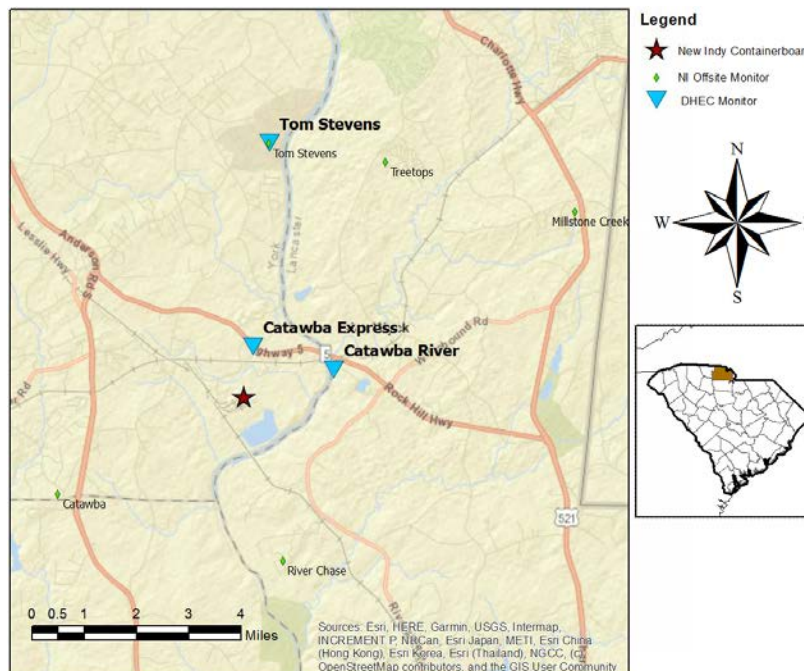 Legend
New Indy Containerboard
NI Offsite Monitor
DHEC Monitor
N
W
E
S
Charlotte Hwy
Tom Stevens
Tom Stevens
Treetops
Millstone Creek
Lesslie Hwy
Anderson Rd S
York
Lancaster
Catawba Express
Highway 5
5
Catawba River
Rock Hill Hwy
Catawba
521
River Chase
0 0.5 1 2 3 4
Miles
Sources: Esri, HERE, Garmin, USGS, Intermap,
INCREMENT P, NRCan, Esri Japan, METI, Esri China
(Hong Kong), Esri Korea, Esri (Thailand), NGCC, (c)
OpenStreetMap contributors, and the GIS User Community